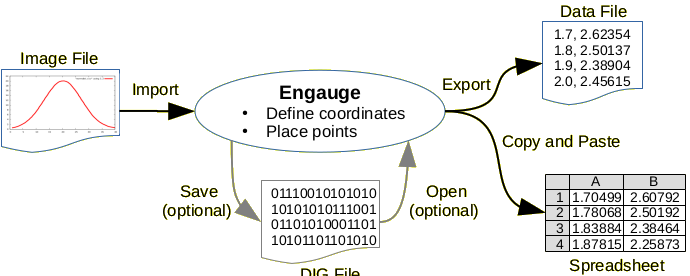 Data File
1.7, 2.62354
1.8, 2.50137
1.9, 2.38904
2.0, 2.45615
Image File
Import
Engauge
• Define coordinates
• Place points
Export
Copy and Paste
Save
(optional)
01110010101010
10101010111001
01101010001101
10101101101010
Open
(optional)
DIG File
A B
1 1.70499 2.60792
2 1.78068 2.50192
3 1.83884 2.38464
4 1.87815 2.25873
Spreadsheet